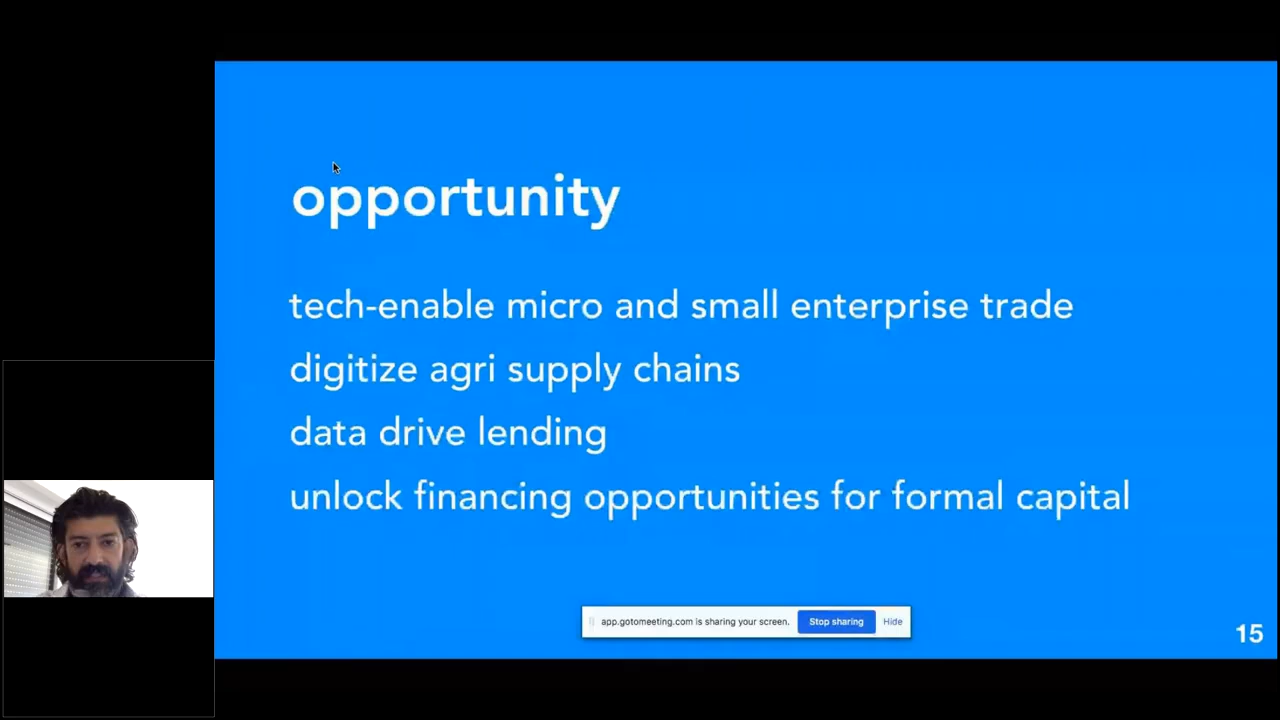 opportunity
tech-enable micro and small enterprise trade
digitize agri supply chains
data drive lending
unlock financing opportunities for formal capital
app.gotomeeting.com is sharing your screen. Stop sharing Hide
15